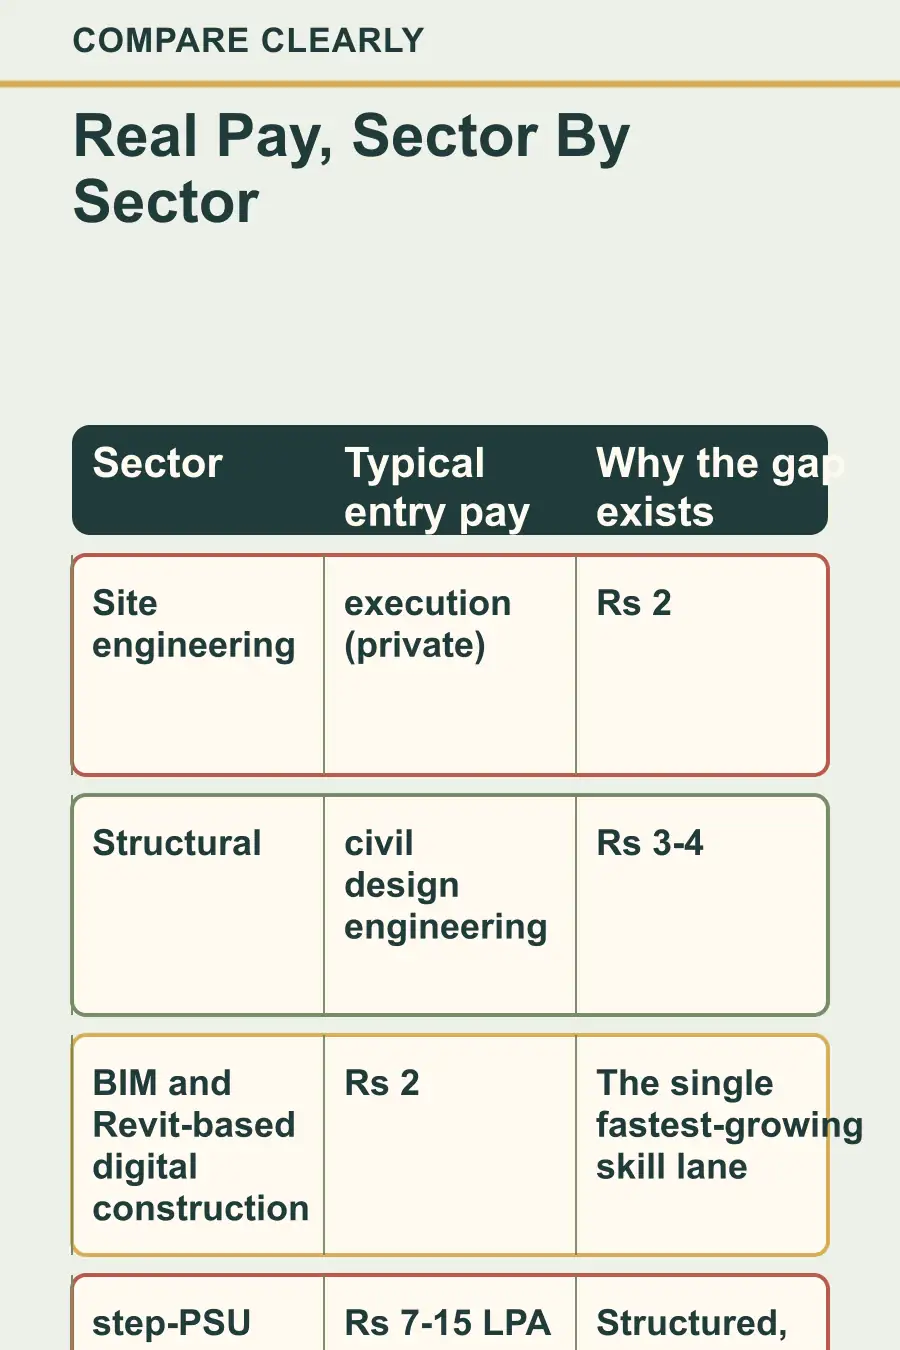 COMPARE CLEARLY
Real Pay, Sector By
Sector
Sector
Typical
entry pay
Why the gap
exists
Site
engineering
execution
(private)
Rs 2
Structural
civil
design
engineering
Rs 3-4
BIM and
Revit-based
digital
construction
Rs 2
The single
fastest-growing
skill lane
step-PSU
Rs 7-15 LPA
Structured,